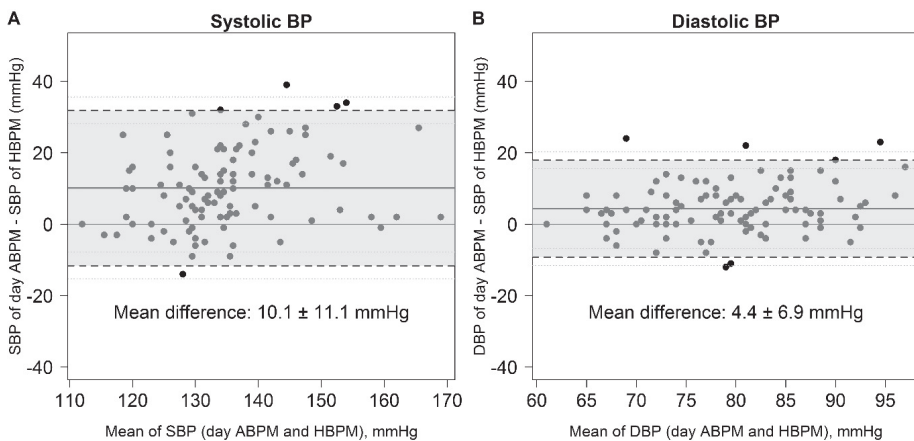 A
Systolic BP
SBP of day ABPM - SBP of HBPM (mmHg)
40
20
0
-20
-40
Mean difference: 10.1 ± 11.1 mmHg
110
120
130
140
150
160
170
Mean of SBP (day ABPM and HBPM), mmHg
B
Diastolic BP
DBP of day ABPM - SBP of HBPM (mmHg)
40
20
0
-20
-40
Mean difference: 4.4 ± 6.9 mmHg
60
65
70
75
80
85
90
95
Mean of DBP (day ABPM and HBPM), mmHg